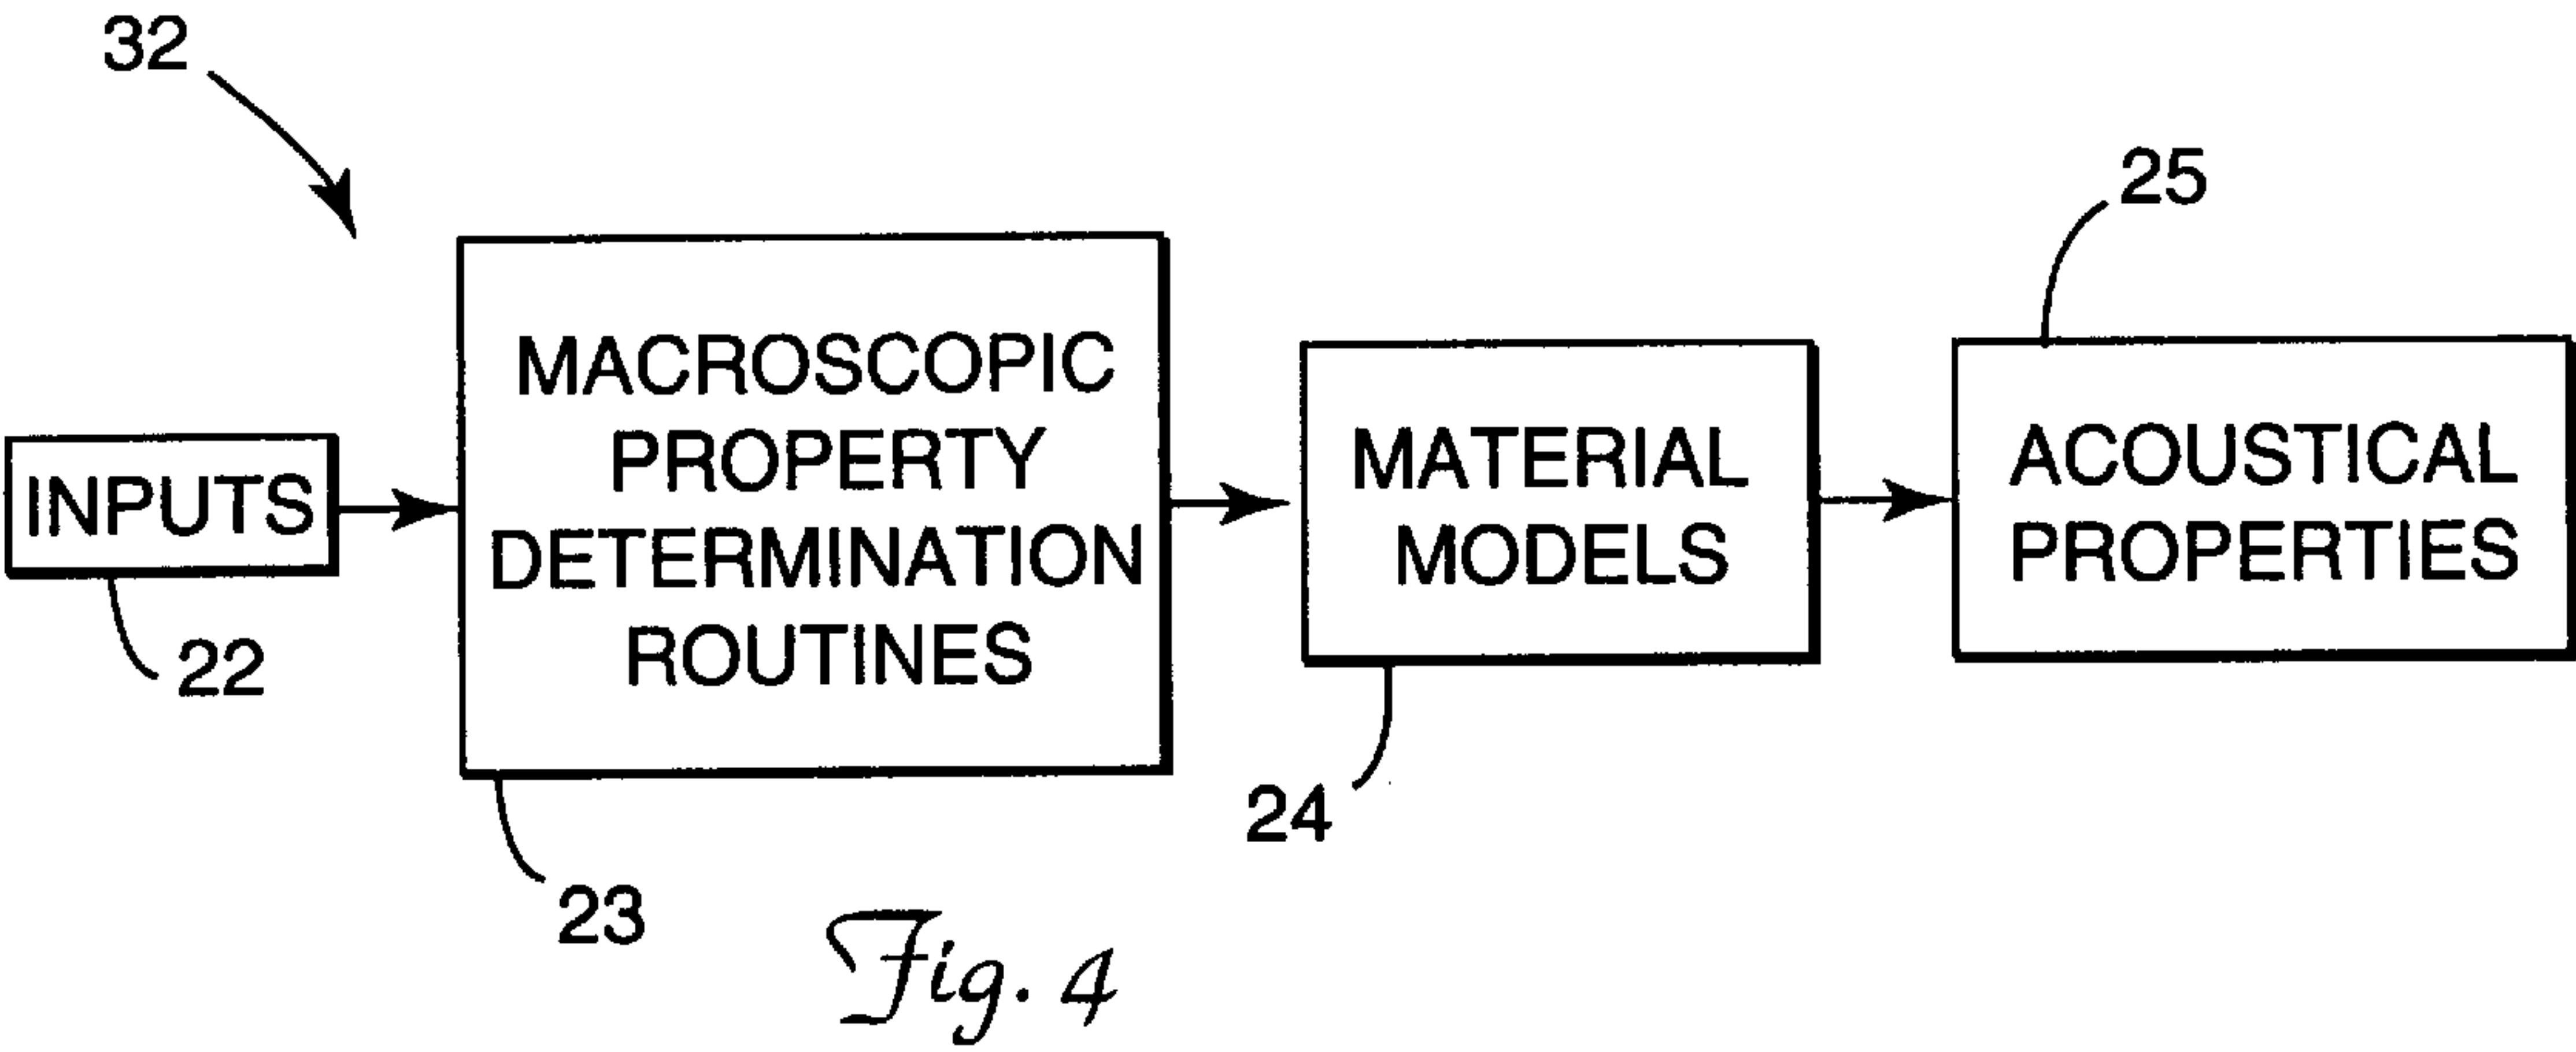 32
25
INPUTS
MACROSCOPIC
PROPERTY
DETERMINATION
ROUTINES
MATERIAL
MODELS
ACOUSTICAL
PROPERTIES
22
23
24
Fig. 4